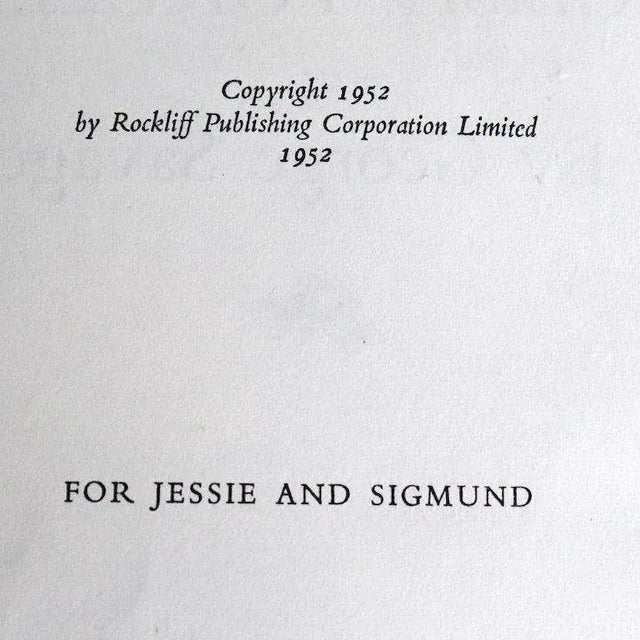 Copyright 1952
by Rockliff Publishing Corporation Limited
1952
FOR JESSIE AND SIGMUND